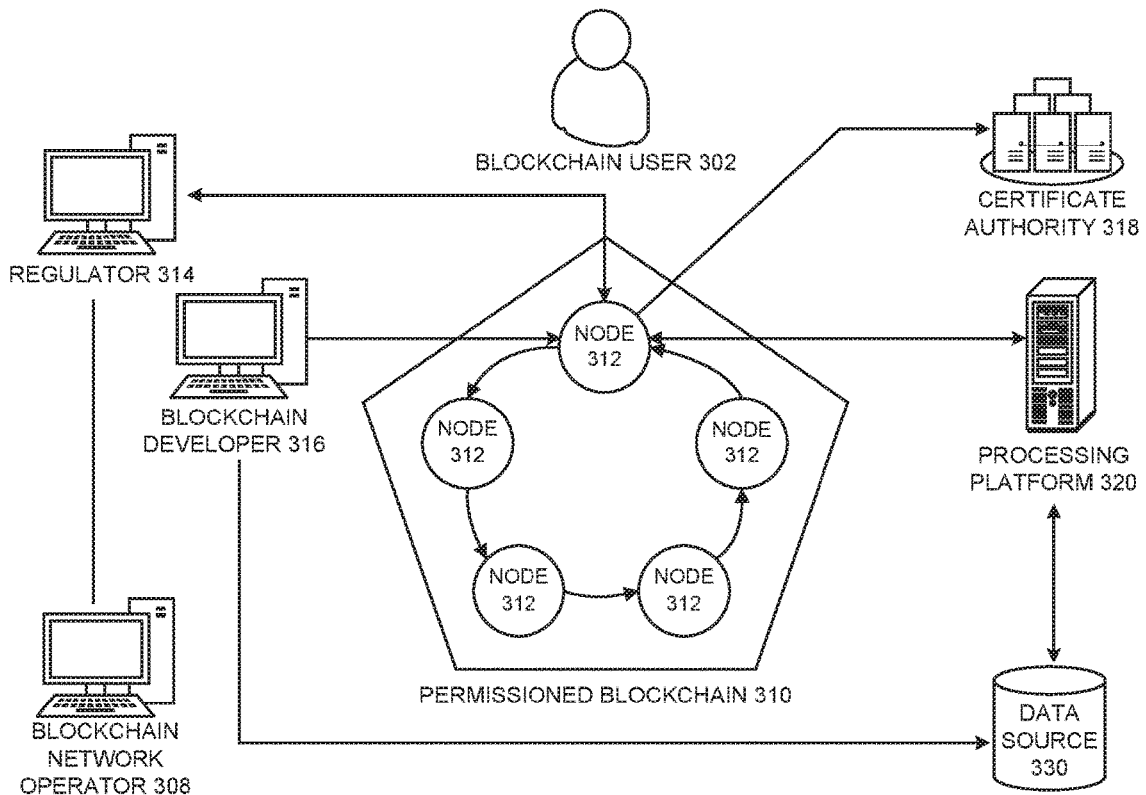 BLOCKCHAIN USER 302
CERTIFICATE
AUTHORITY 318
REGULATOR 314
BLOCKCHAIN
DEVELOPER 316
NODE
312
NODE
312
NODE
312
NODE
312
NODE
312
PROCESSING
PLATFORM 320
PERMISSIONED BLOCKCHAIN 310
BLOCKCHAIN
NETWORK
OPERATOR 308
DATA
SOURCE
330